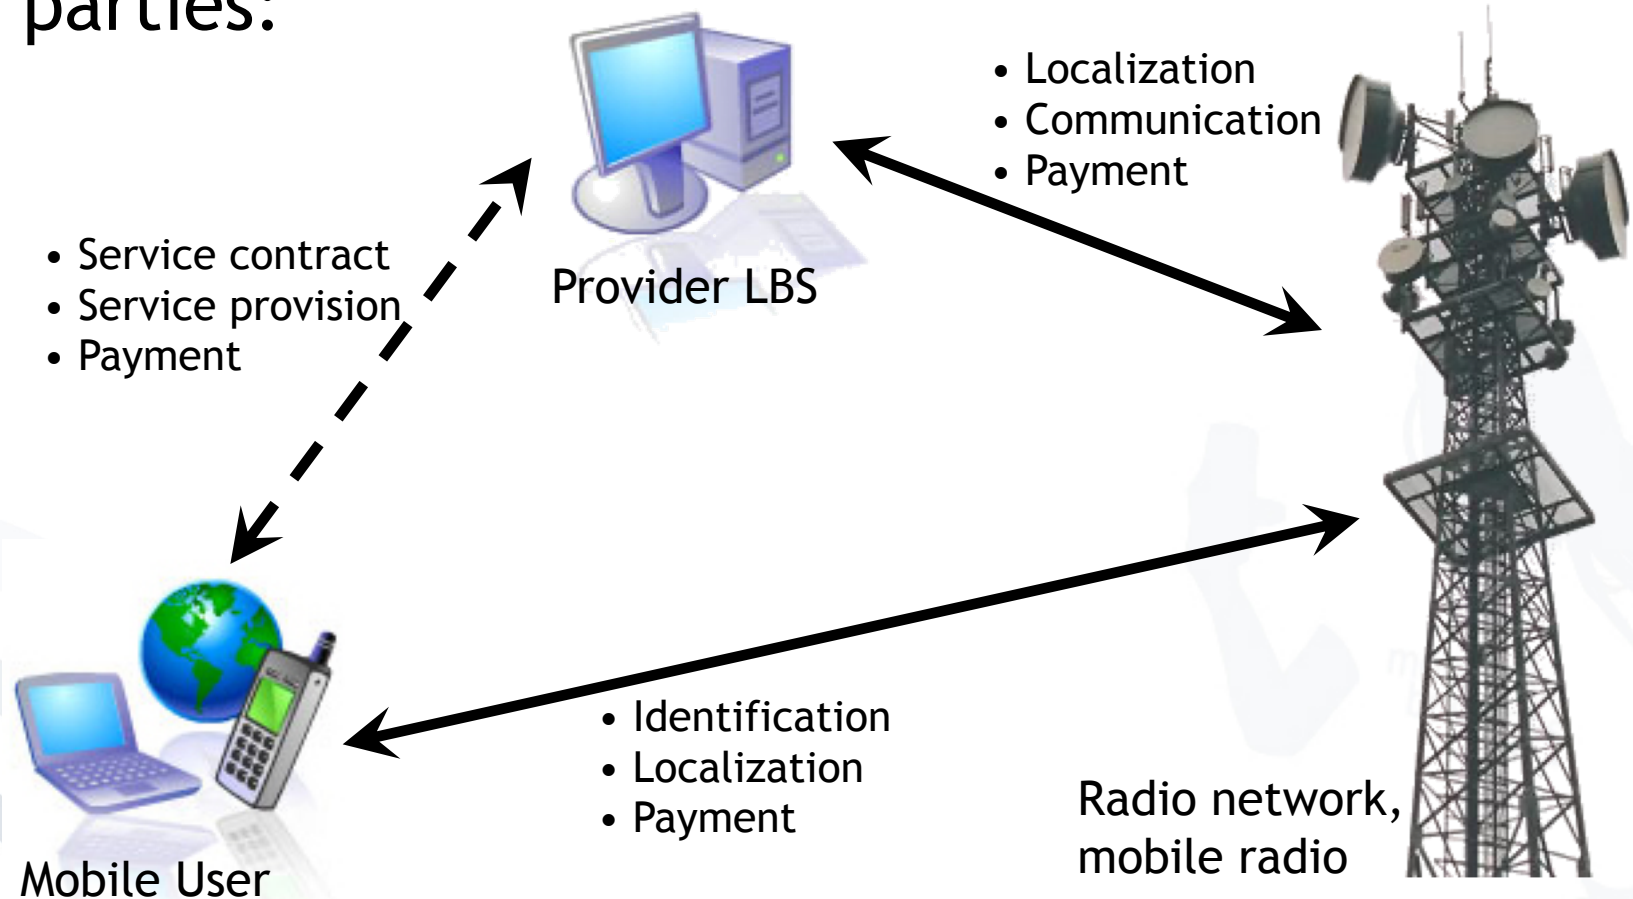 parties:
• Localization
• Communication
• Payment
• Service contract
• Service provision
• Payment
Provider LBS
• Identification
• Localization
• Payment
Radio network,
mobile radio
Mobile User